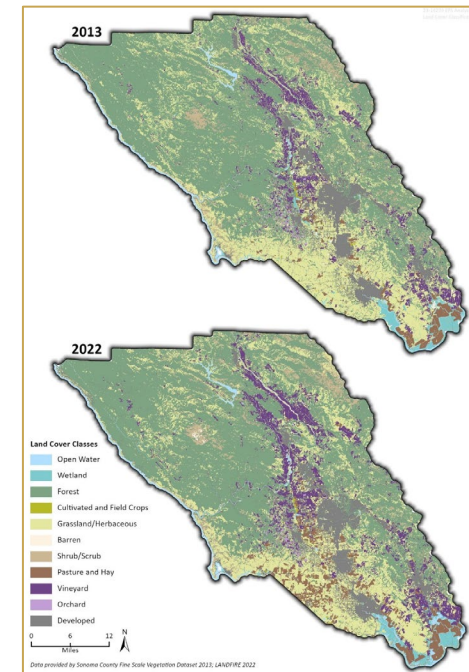 2013
2022
Land Cover Classes
Open Water
Wetland
Forest
Cultivated and Field Crops
Grassland/Herbaceous
Barren
Shrub/Scrub
Pasture and Hay
Vineyard
Orchard
Developed
0 6 12
Miles
N
Data provided by Sonoma County Fine Scale Vegetation Dataset 2013; LANDFIRE 2022